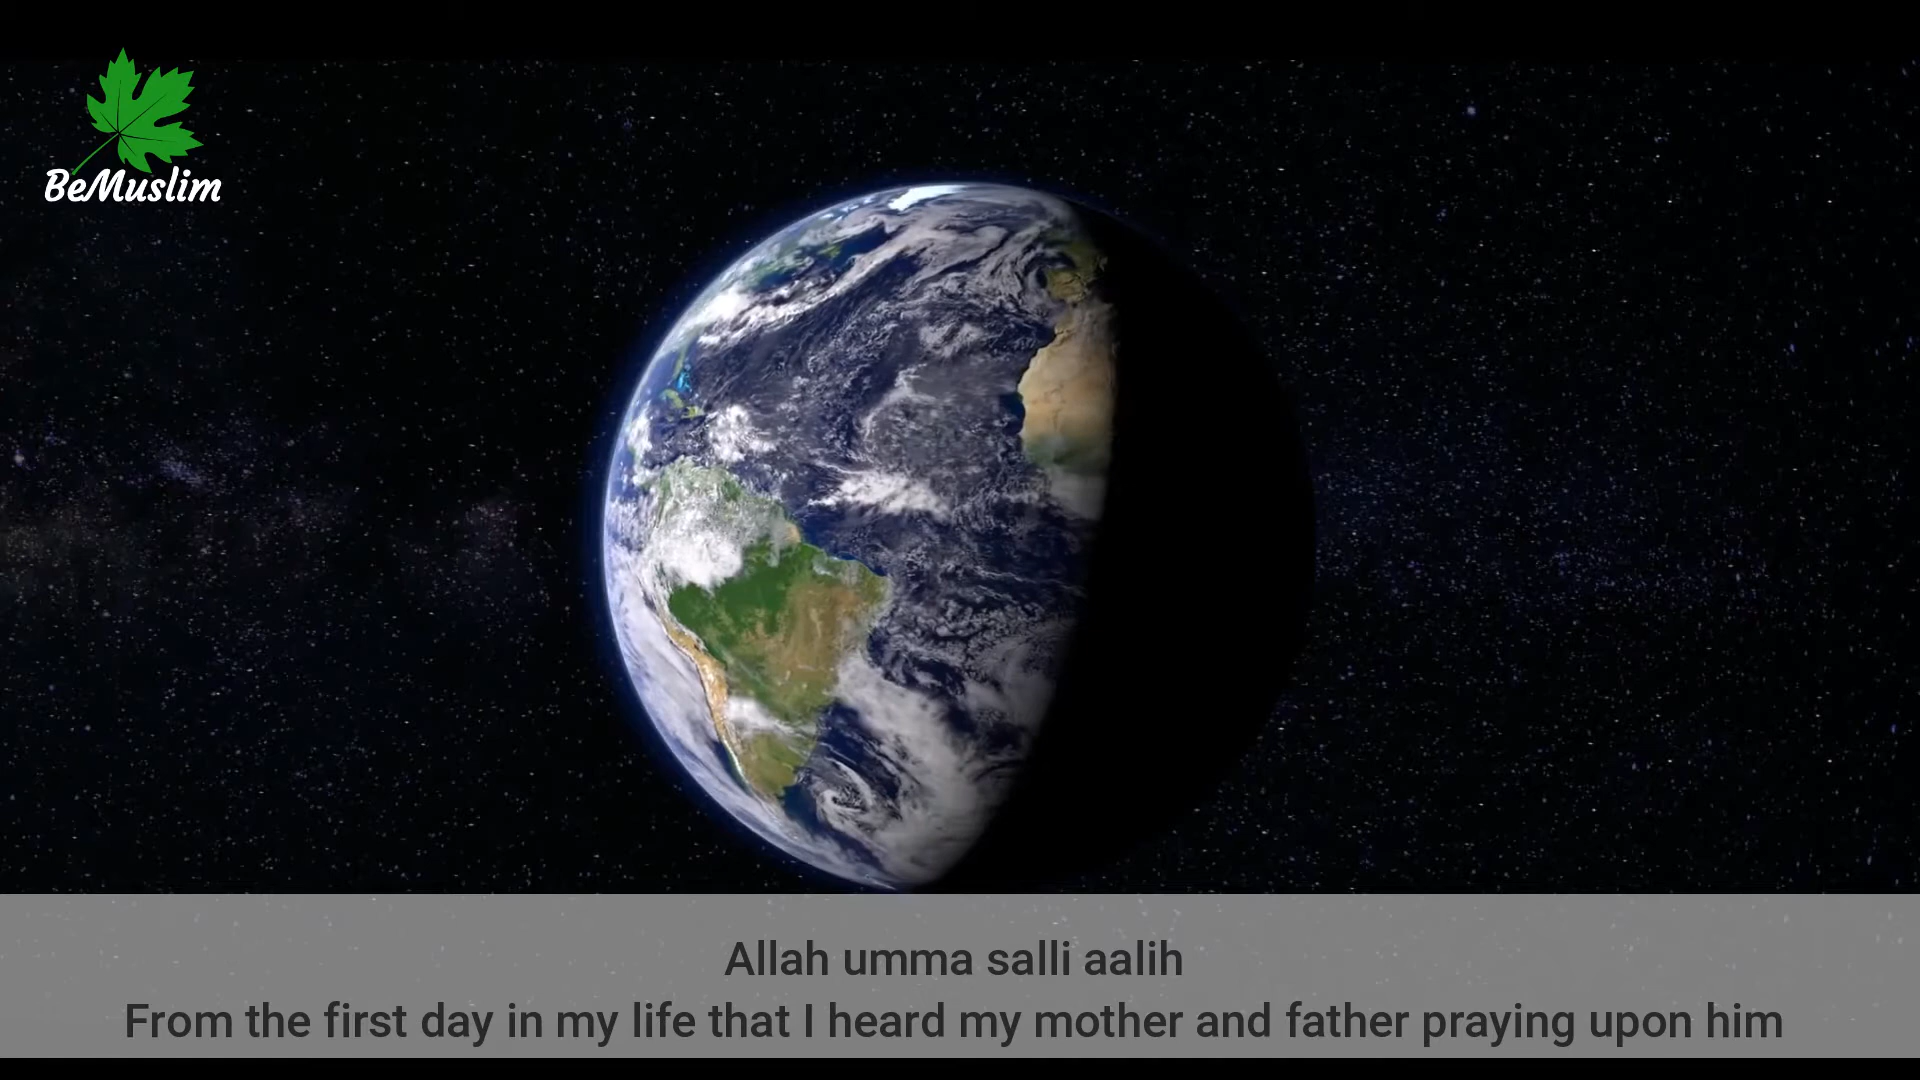 BeMuslim
Allah umma salli aalih
From the first day in my life that I heard my mother and father praying upon him